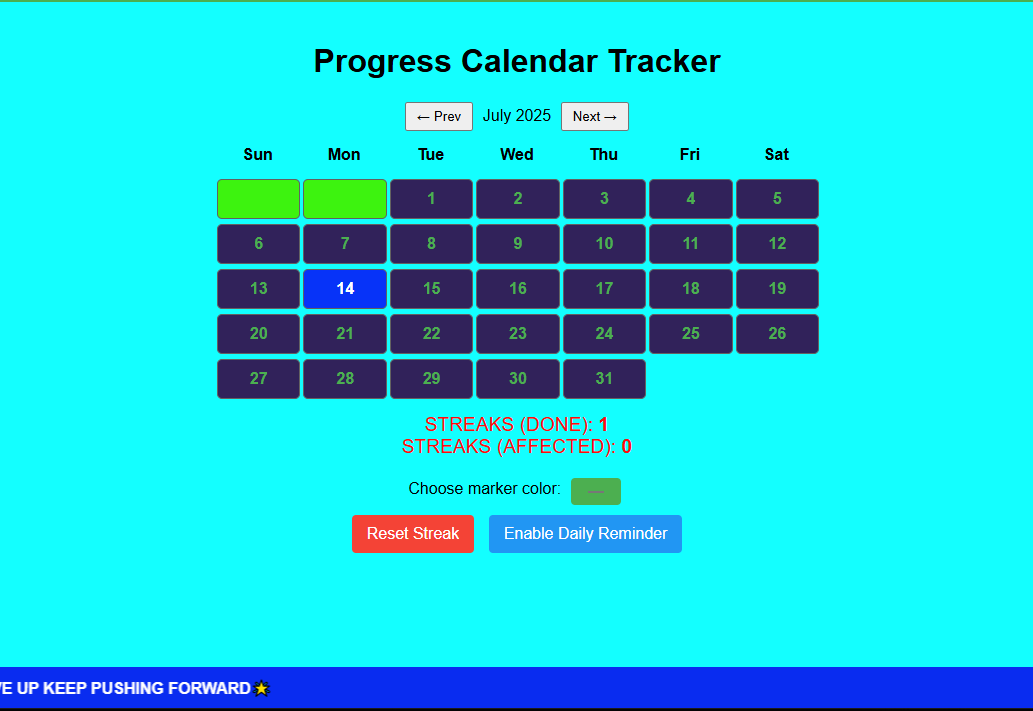 Progress Calendar Tracker
← Prev July 2025 Next →
Sun Mon Tue Wed Thu Fri Sat
1 2 3 4 5
6 7 8 9 10 11 12
13 14 15 16 17 18 19
20 21 22 23 24 25 26
27 28 29 30 31
STREAKS (DONE): 1
STREAKS (AFFECTED): 0
Choose marker color:
Reset Streak Enable Daily Reminder
UP KEEP PUSHING FORWARD⭐